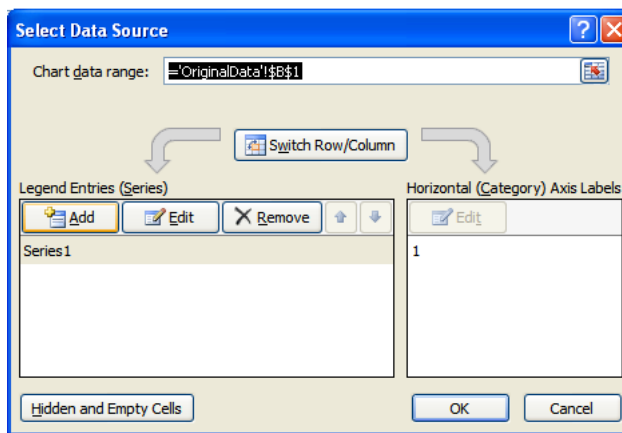 Select Data Source
?
Chart data range: ='OriginalData'!$B$1
Switch Row/Column
Legend Entries (Series)
Horizontal (Category) Axis Labels
Add Edit Remove
Edit
Series1
1
Hidden and Empty Cells
OK Cancel